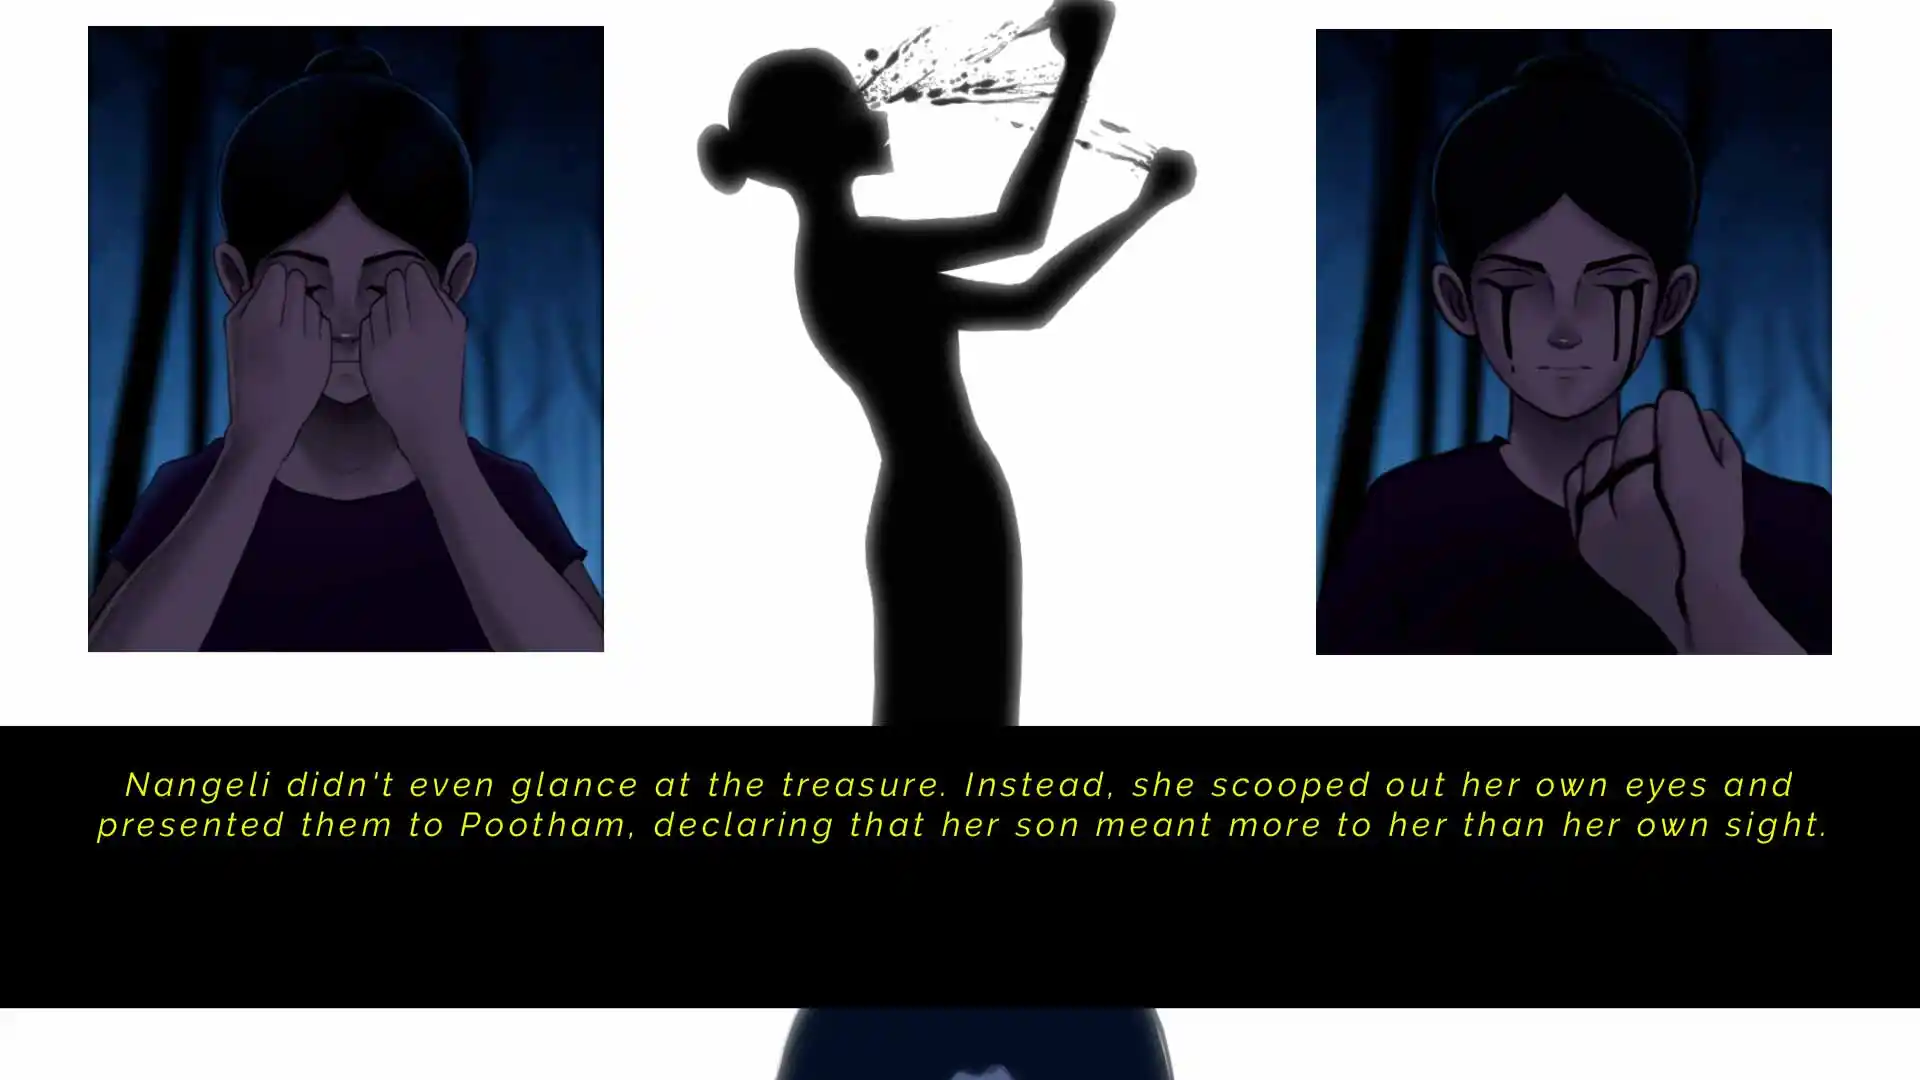 Nangeli didn't even glance at the treasure. Instead, she scooped out her own eyes and
presented them to Pootham, declaring that her son meant more to her than her own sight.